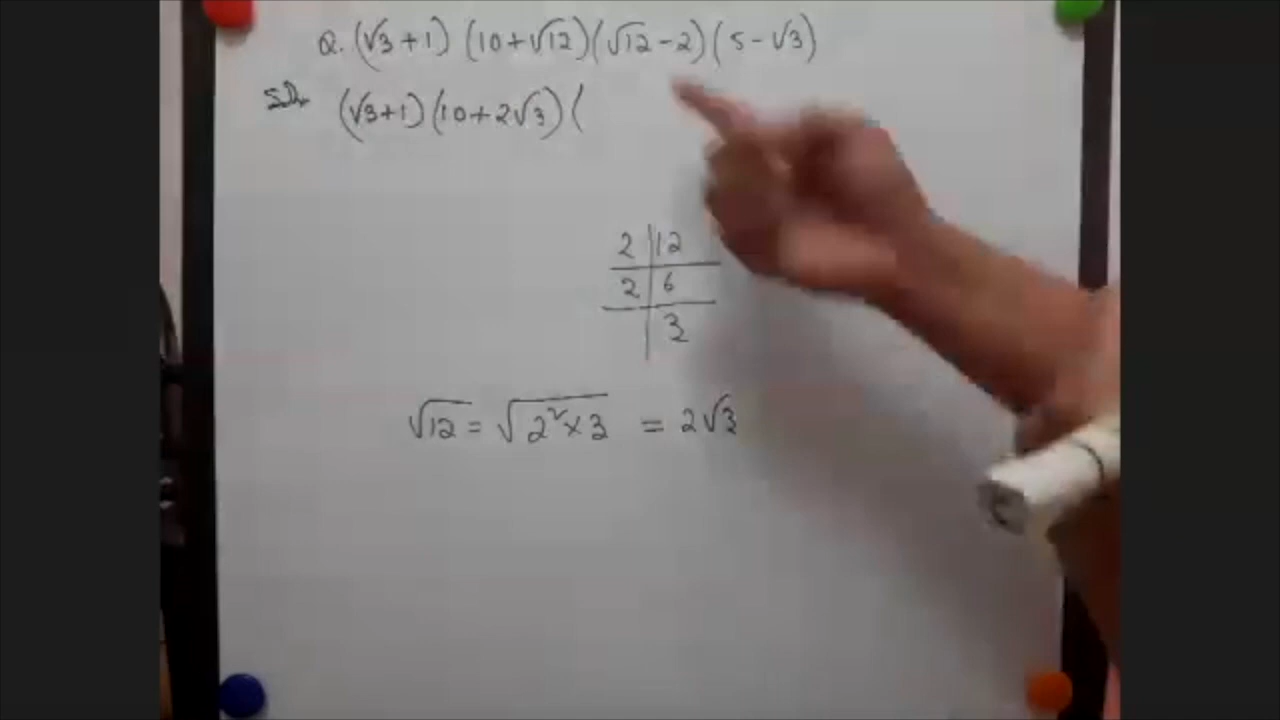 Q. (√3+1) (10+√12)(√12-2)(5-√3)
Soln (√3+1)(10+2√3)(
2|12
2|6
|3
√12 = √2²×3 = 2√3